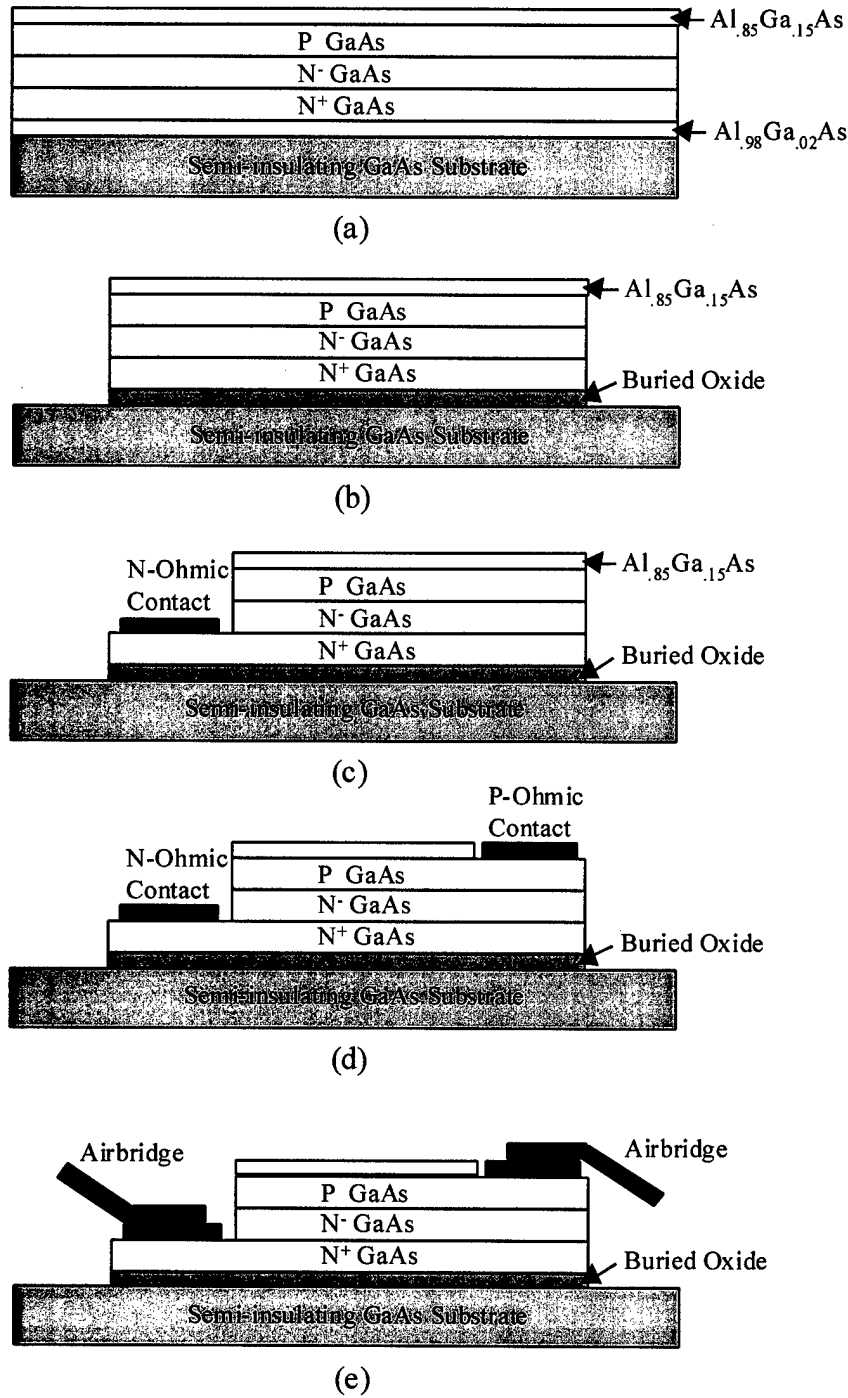 Al.85Ga.15As
P GaAs
N- GaAs
N+ GaAs
Al.98Ga.02As
Semi-insulating GaAs Substrate
(a)
Al.85Ga.15As
P GaAs
N- GaAs
N+ GaAs
Buried Oxide
Semi-insulating GaAs Substrate
(b)
N-Ohmic
Contact
Al.85Ga.15As
P GaAs
N- GaAs
N+ GaAs
Buried Oxide
Semi-insulating GaAs Substrate
(c)
P-Ohmic
Contact
N-Ohmic
Contact
P GaAs
N- GaAs
N+ GaAs
Buried Oxide
Semi-insulating GaAs Substrate
(d)
Airbridge
Airbridge
P GaAs
N- GaAs
N+ GaAs
Buried Oxide
Semi-insulating GaAs Substrate
(e)